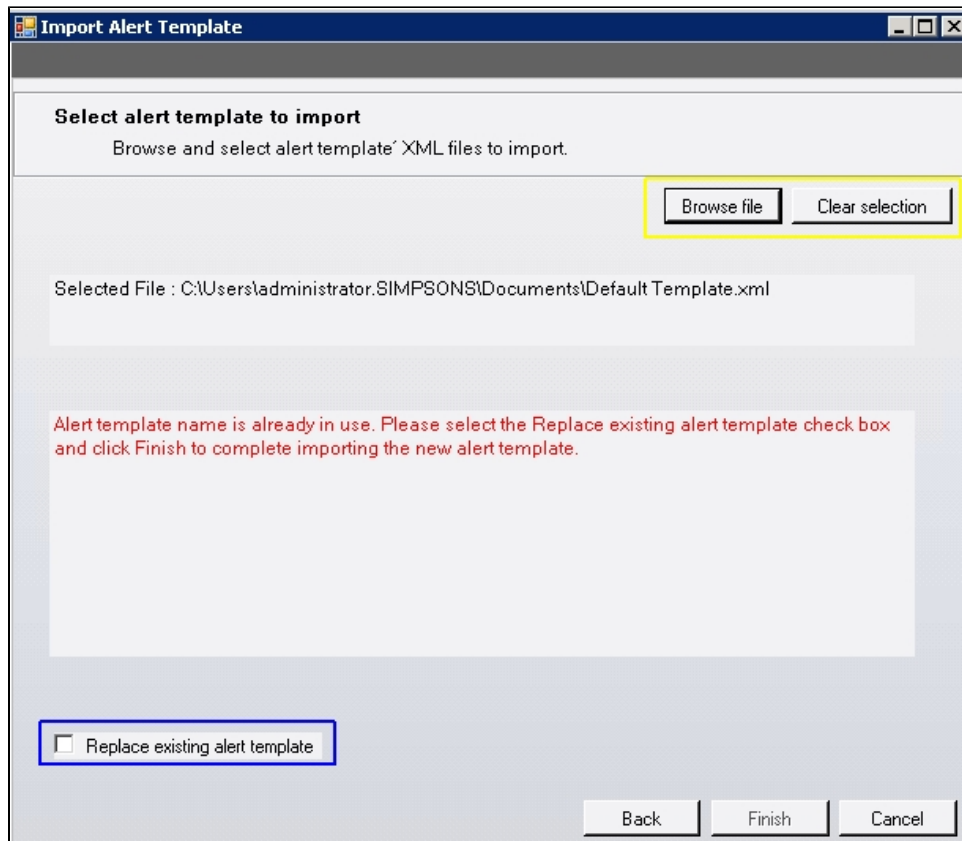 Import Alert Template
Select alert template to import
Browse and select alert template´ XML files to import.
Browse file
Clear selection
Selected File : C:\Users\administrator.SIMPSONS\Documents\Default Template.xml
Alert template name is already in use. Please select the Replace existing alert template check box
and click Finish to complete importing the new alert template.
Replace existing alert template
Back
Finish
Cancel